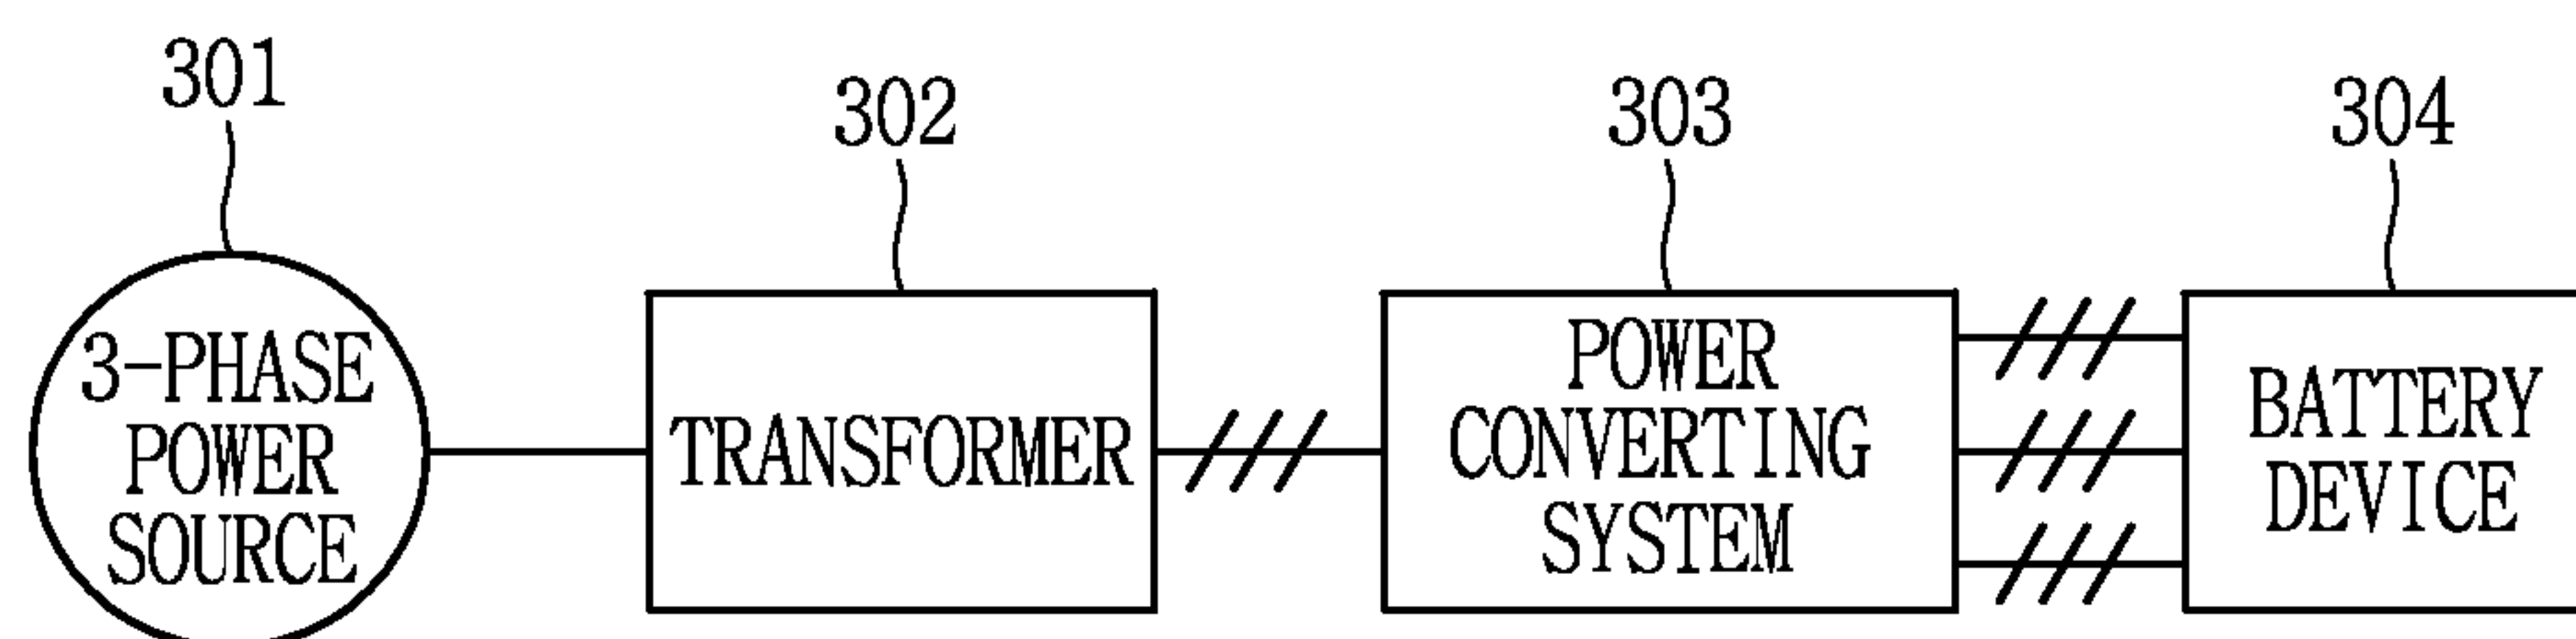 301
302
303
304
3-PHASE
POWER
SOURCE
TRANSFORMER
POWER
CONVERTING
SYSTEM
BATTERY
DEVICE